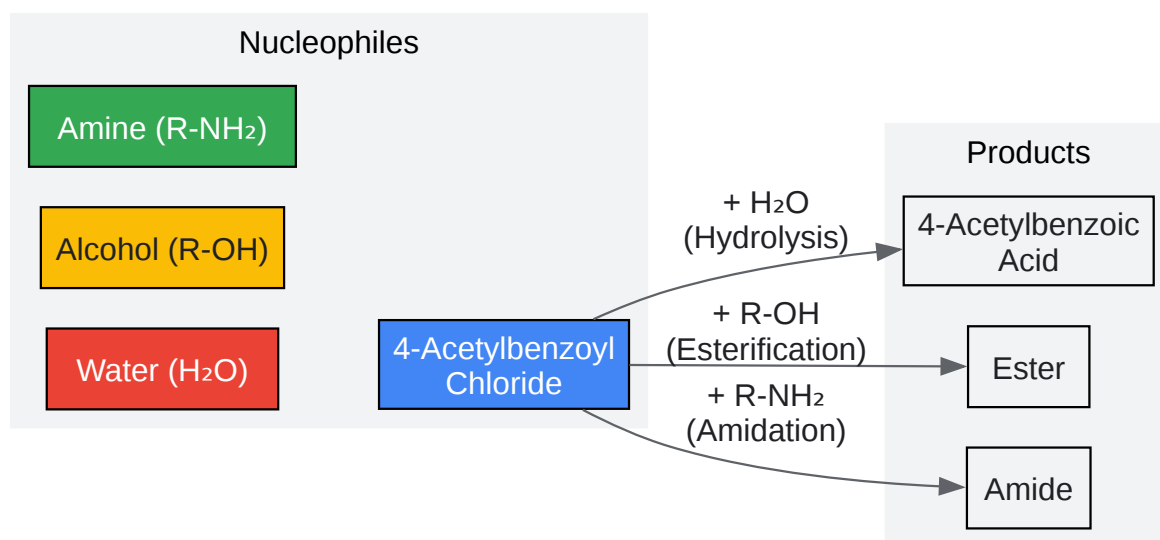 Nucleophiles
Amine (R-NH₂)
Alcohol (R-OH)
Water (H₂O)
4-Acetylbenzoyl
Chloride
+ H₂O
(Hydrolysis)
+ R-OH
(Esterification)
+ R-NH₂
(Amidation)
Products
4-Acetylbenzoic
Acid
Ester
Amide